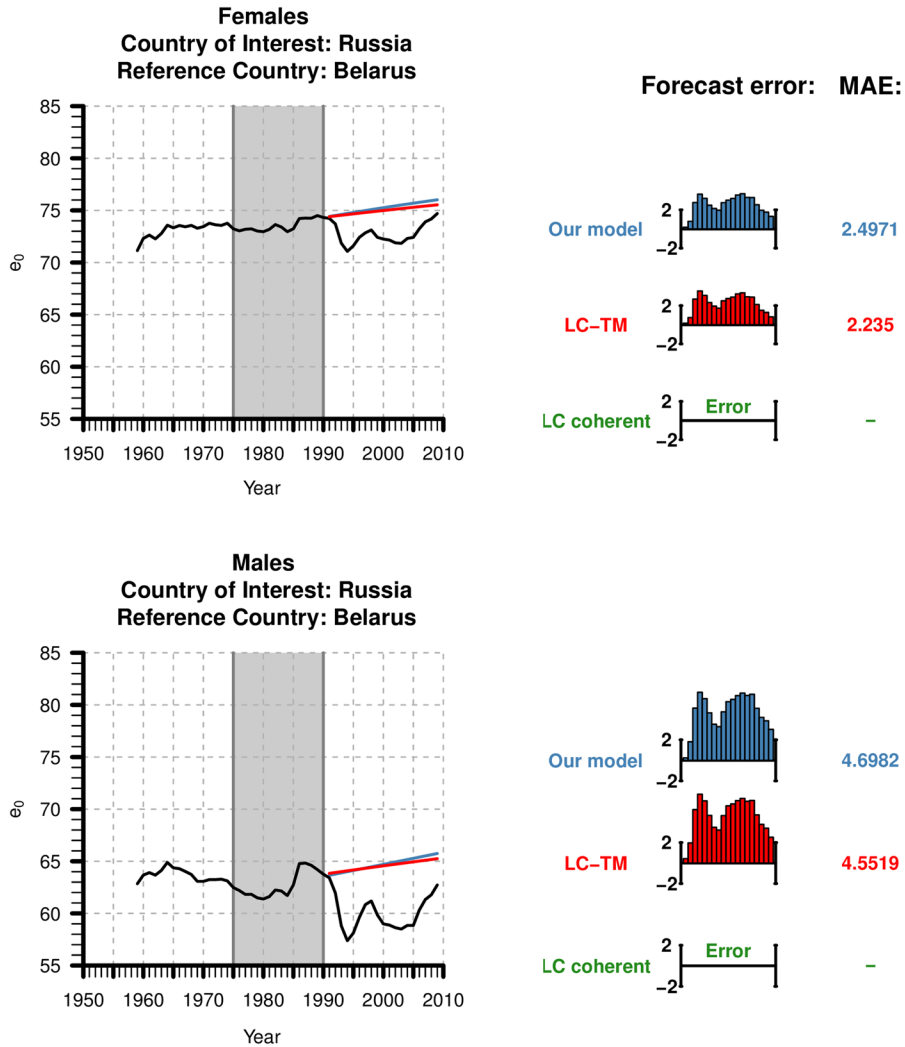 Females
Country of Interest: Russia
Reference Country: Belarus
Forecast error: MAE:
85
80
75
70
65
60
55
e0
1950 1960 1970 1980 1990 2000 2010
Year
2
−2
Our model
2.4971
2
−2
LC−TM
2.235
2
−2
LC coherent
Error
−
Males
Country of Interest: Russia
Reference Country: Belarus
85
80
75
70
65
60
55
e0
1950 1960 1970 1980 1990 2000 2010
Year
2
−2
Our model
4.6982
2
−2
LC−TM
4.5519
2
−2
LC coherent
Error
−